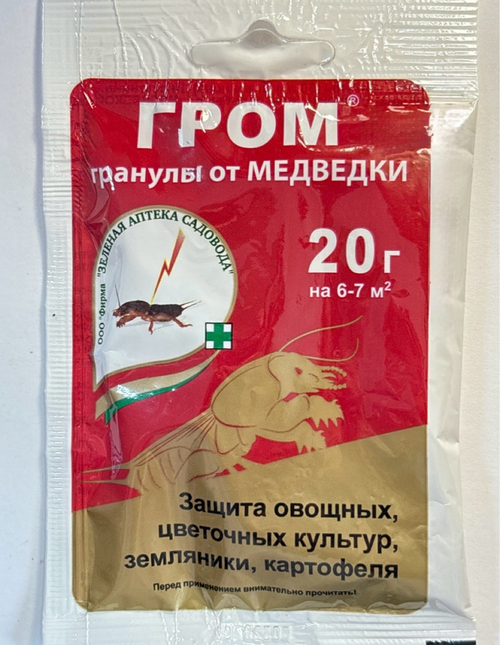 ГРОМ®
гранулы от МЕДВЕДКИ
ООО "Фирма "ЗЕЛЕНАЯ АПТЕКА САДОВОДА"
20 г
на 6-7 м²
Защита овощных,
цветочных культур,
земляники, картофеля
Перед применением внимательно прочитать!